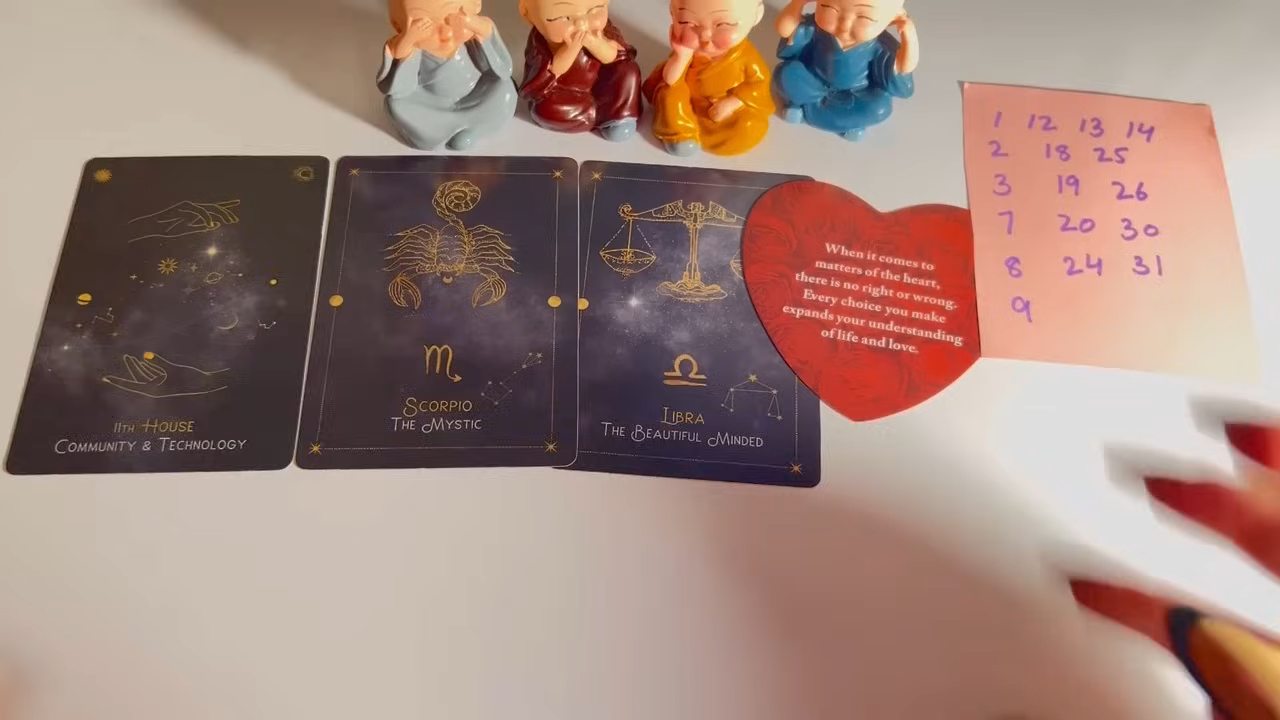 11TH HOUSE
COMMUNITY & TECHNOLOGY
SCORPIO
THE MYSTIC
LIBRA
THE BEAUTIFUL MINDED
When it comes to
matters of the heart,
there is no right or wrong.
Every choice you make
expands your understanding
of life and love.
1 12 13 14
2 18 25
3 19 26
7 20 30
8 24 31
9